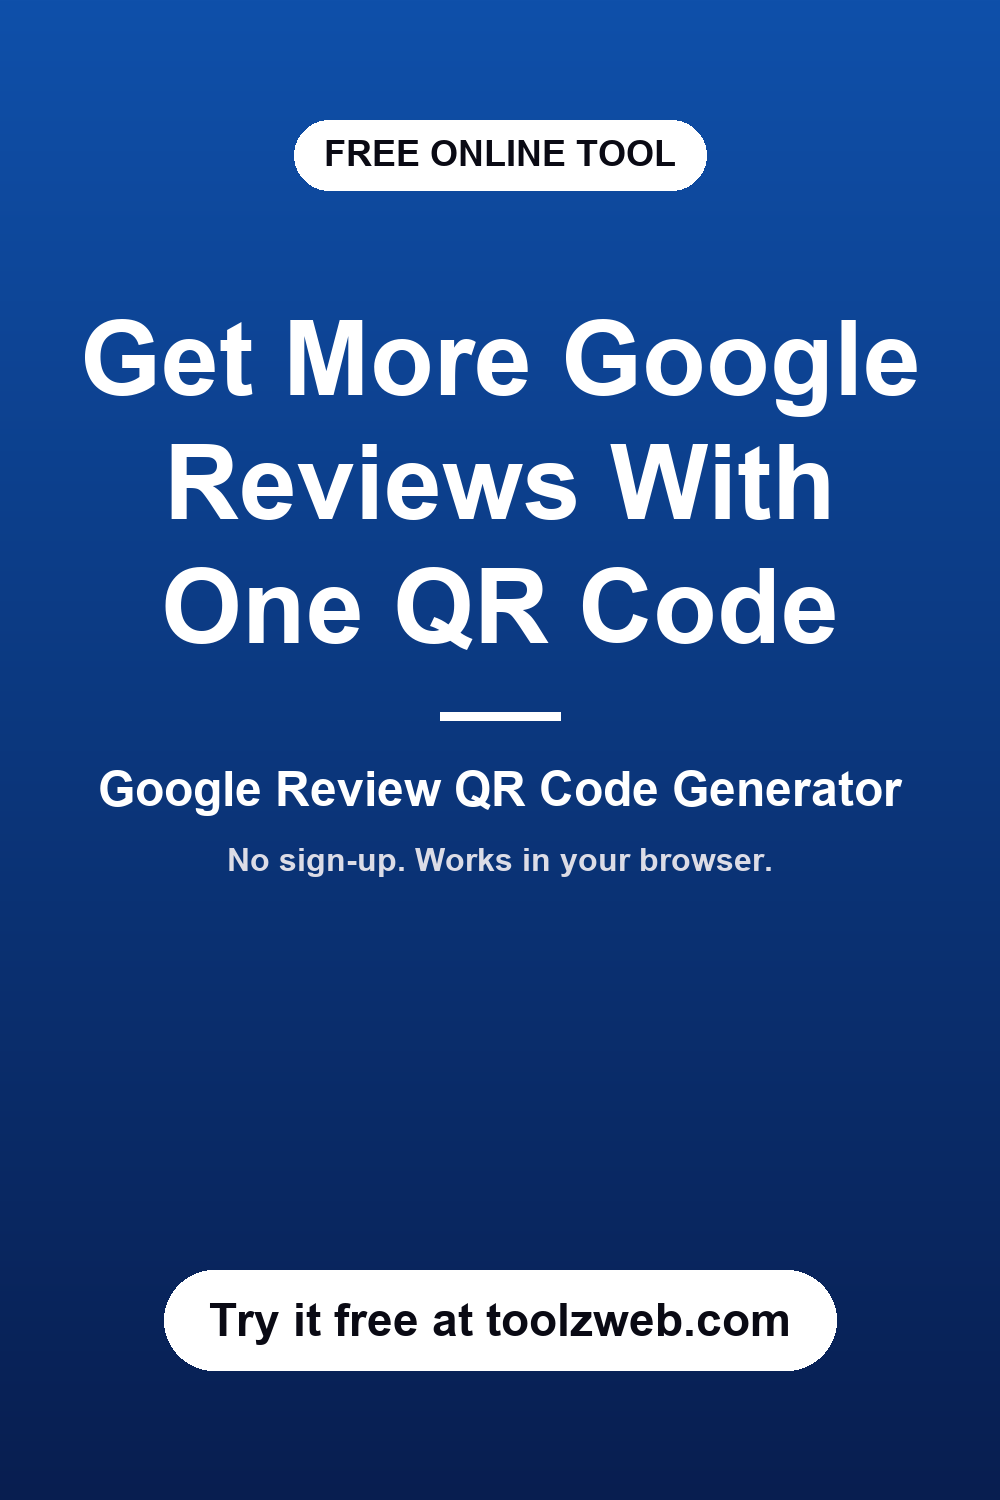 FREE ONLINE TOOL
Get More Google
Reviews With
One QR Code
Google Review QR Code Generator
No sign-up. Works in your browser.
Try it free at toolzweb.com